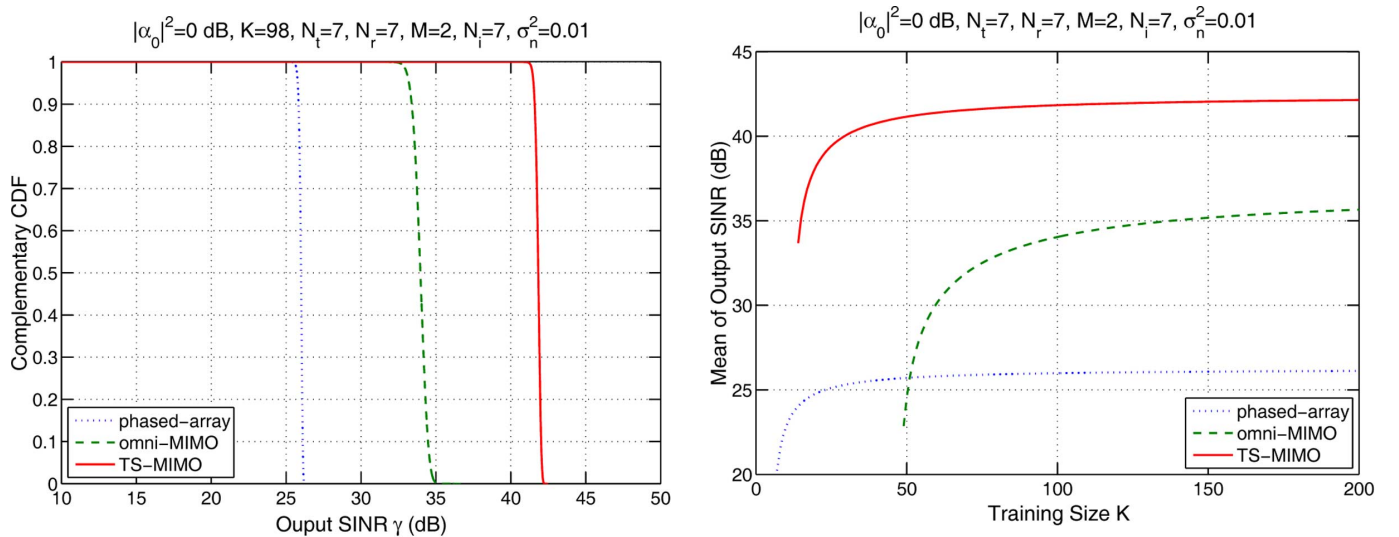 |α₀|²=0 dB, K=98, Nₜ=7, Nᵣ=7, M=2, Nᵢ=7, σₙ²=0.01
1
0.9
0.8
0.7
0.6
0.5
0.4
0.3
0.2
0.1
0
Complementary CDF
phased-array
omni-MIMO
TS-MIMO
10 15 20 25 30 35 40 45 50
Ouput SINR γ (dB)
|α₀|²=0 dB, Nₜ=7, Nᵣ=7, M=2, Nᵢ=7, σₙ²=0.01
45
40
35
30
25
20
Mean of Output SINR (dB)
phased-array
omni-MIMO
TS-MIMO
0 50 100 150 200
Training Size K